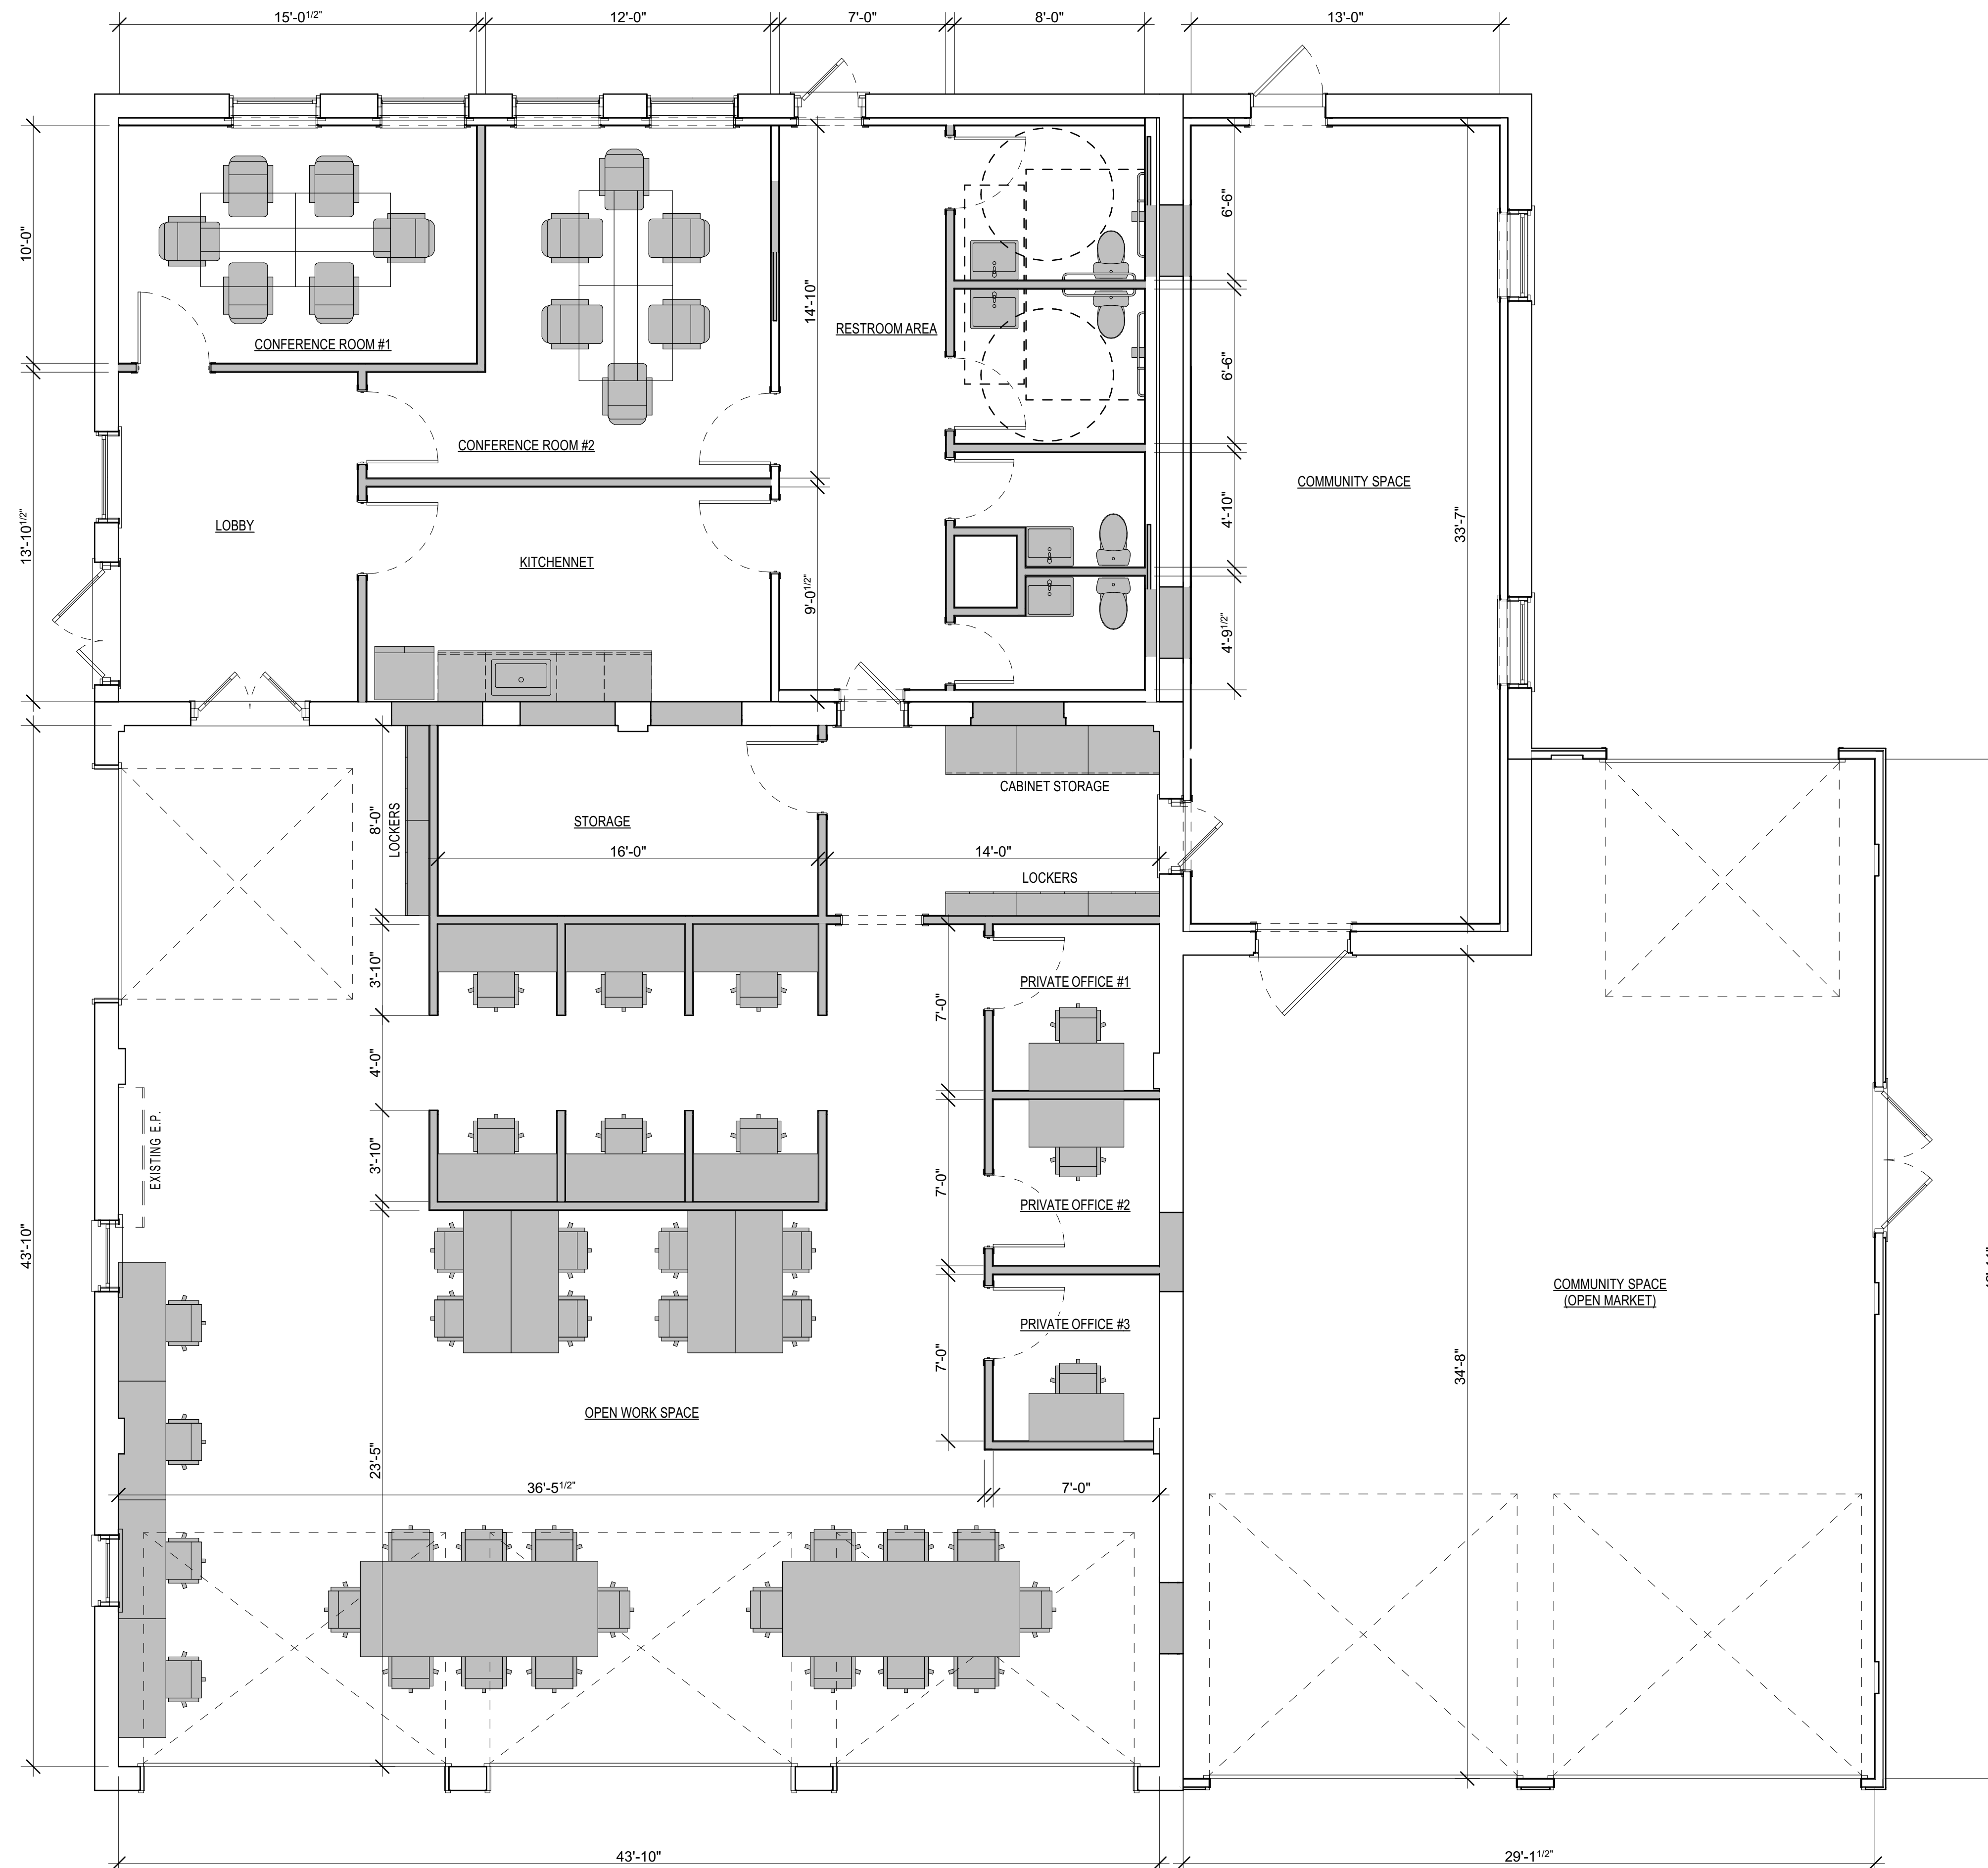 15'-0 1/2"
12'-0"
7'-0"
8'-0"
13'-0"
10'-0"
CONFERENCE ROOM #1
14'-10"
RESTROOM AREA
6'-6"
6'-6"
CONFERENCE ROOM #2
COMMUNITY SPACE
33'-7"
4'-10"
13'-10 1/2"
LOBBY
KITCHENNET
9'-0 1/2"
4'-9 1/2"
8'-0"
LOCKERS
STORAGE
CABINET STORAGE
16'-0"
14'-0"
LOCKERS
3'-10"
PRIVATE OFFICE #1
7'-0"
4'-0"
EXISTING E.P.
3'-10"
7'-0"
PRIVATE OFFICE #2
43'-10"
COMMUNITY SPACE
(OPEN MARKET)
PRIVATE OFFICE #3
7'-0"
34'-8"
OPEN WORK SPACE
23'-5"
36'-5 1/2"
7'-0"
43'-10"
29'-1 1/2"